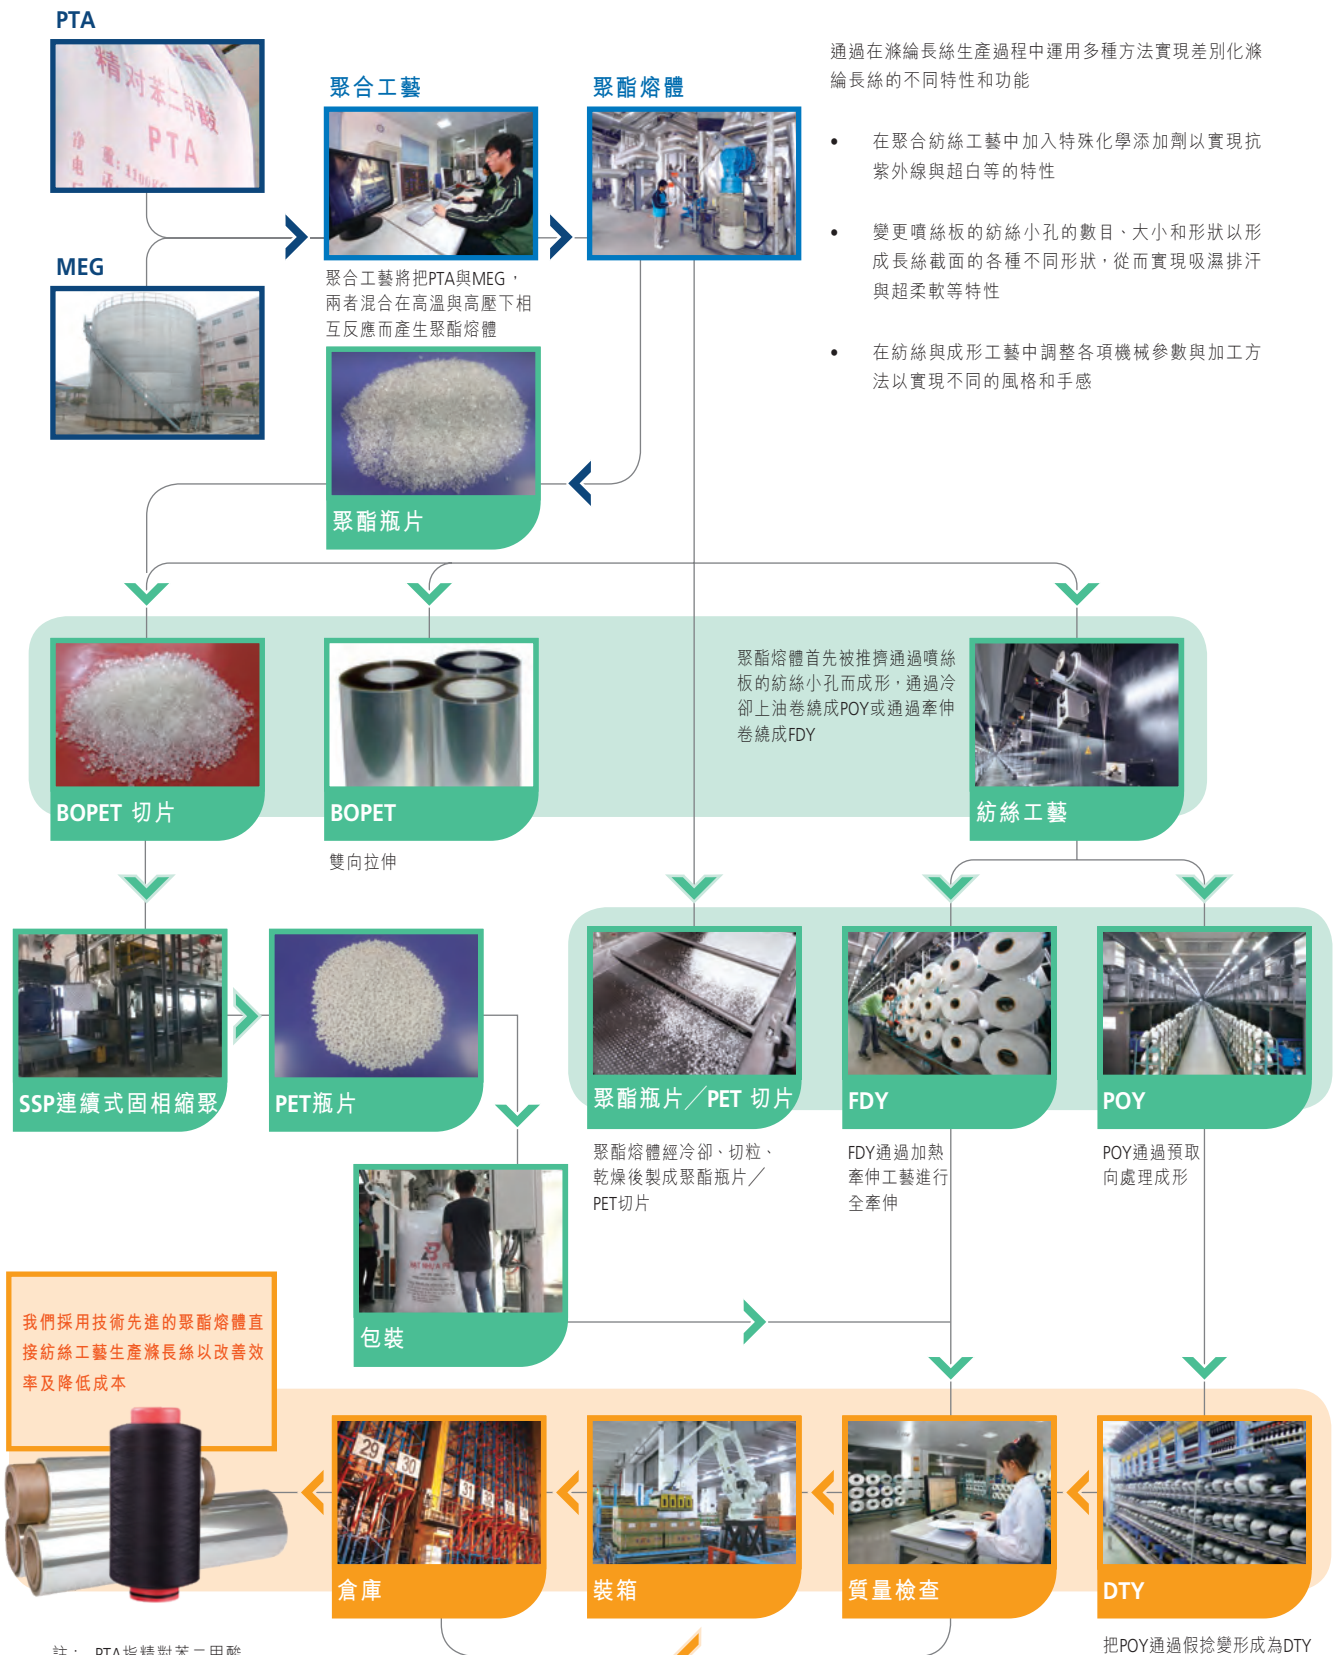 PTA
精对苯二甲酸
PTA
聚合工藝
聚酯熔體
MEG
聚合工藝將把PTA與MEG，
兩者混合在高溫與高壓下相
互反應而產生聚酯熔體
通過在滌綸長絲生產過程中運用多種方法實現差別化滌
綸長絲的不同特性和功能
• 在聚合紡絲工藝中加入特殊化學添加劑以實現抗
紫外線與超白等的特性
• 變更噴絲板的紡絲小孔的數目、大小和形狀以形
成長絲截面的各種不同形狀，從而實現吸濕排汗
與超柔軟等特性
• 在紡絲與成形工藝中調整各項機械參數與加工方
法以實現不同的風格和手感
聚酯瓶片
BOPET 切片
BOPET
雙向拉伸
聚酯熔體首先被推擠通過噴絲
板的紡絲小孔而成形，通過冷
卻上油卷繞成POY或通過牽伸
卷繞成FDY
紡絲工藝
SSP連續式固相縮聚
PET瓶片
聚酯瓶片／PET 切片
聚酯熔體經冷卻、切粒、
乾燥後製成聚酯瓶片／
PET切片
FDY
FDY通過加熱
牽伸工藝進行
全牽伸
POY
POY通過預取
向處理成形
包裝
我們採用技術先進的聚酯熔體直
接紡絲工藝生產滌長絲以改善效
率及降低成本
29
30
31
倉庫
裝箱
質量檢查
DTY
把POY通過假捻變形成為DTY
註： PTA指精對苯二甲酸